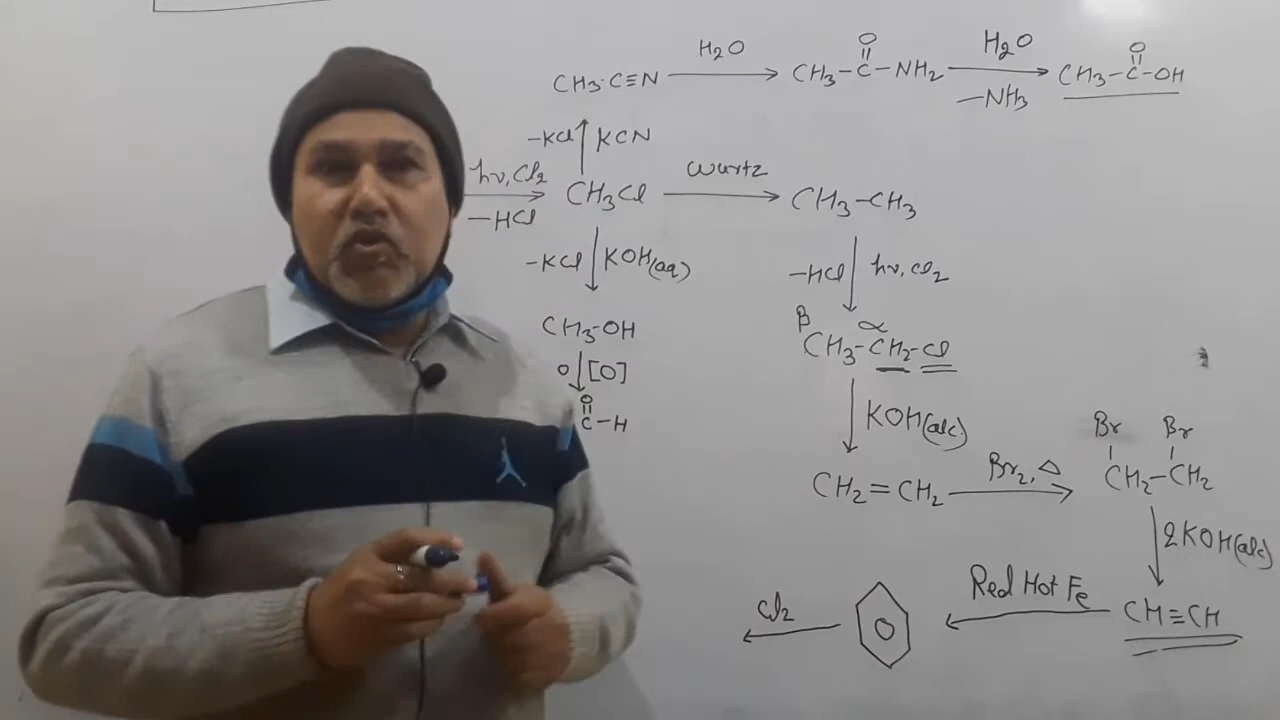 CH3-C≡N H2O CH3-C-NH2 H2O CH3-C-OH
O O
-NH3
-KCl KCN
hν, Cl2 CH3Cl Wurtz CH3-CH3
-HCl
-KCl KOH(aq) -HCl hν, Cl2
CH3-OH β α
CH3-CH2-Cl
O [O]
O
C-H KOH(alc)
Br Br
CH2=CH2 Br2, Δ CH2-CH2
2KOH(alc)
Cl2 Red Hot Fe CH≡CH